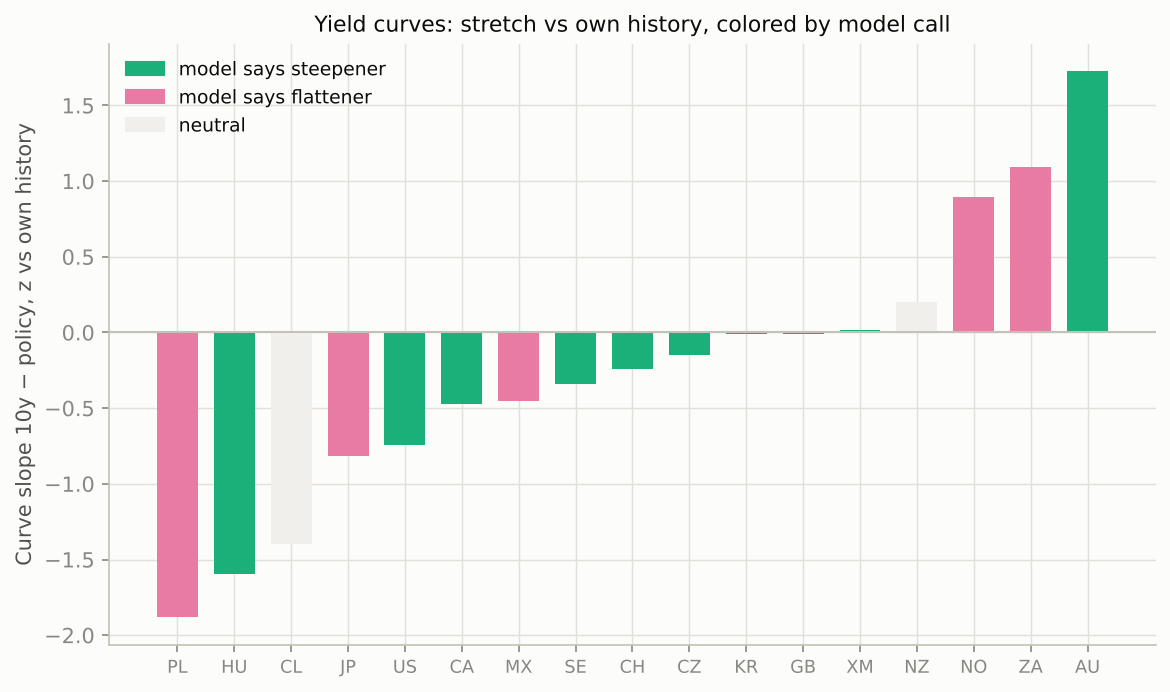 Yield curves: stretch vs own history, colored by model call
model says steepener
model says flattener
neutral
Curve slope 10y − policy, z vs own history
1.5
1.0
0.5
0.0
−0.5
−1.0
−1.5
−2.0
PL HU CL JP US CA MX SE CH CZ KR GB XM NZ NO ZA AU